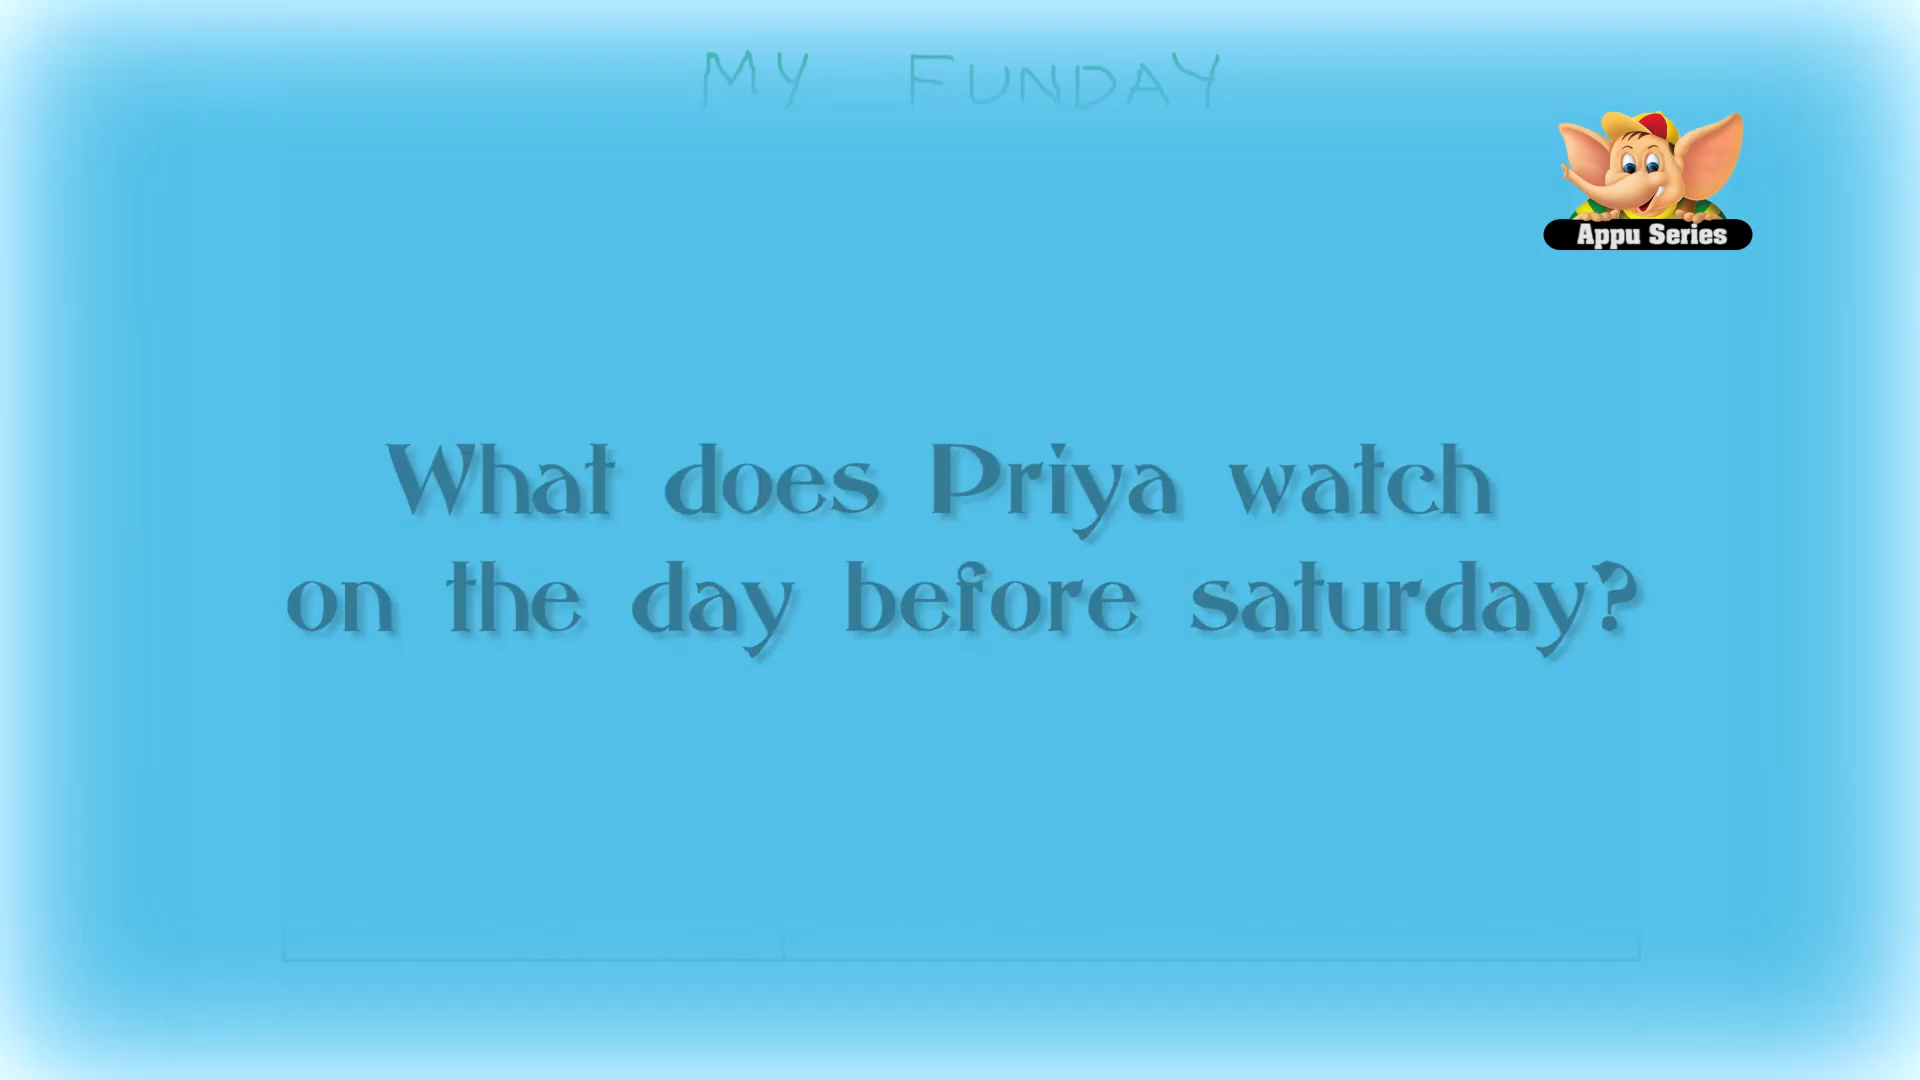 MY FUNDAY
Appu Series
What does Priya watch
on the day before saturday?